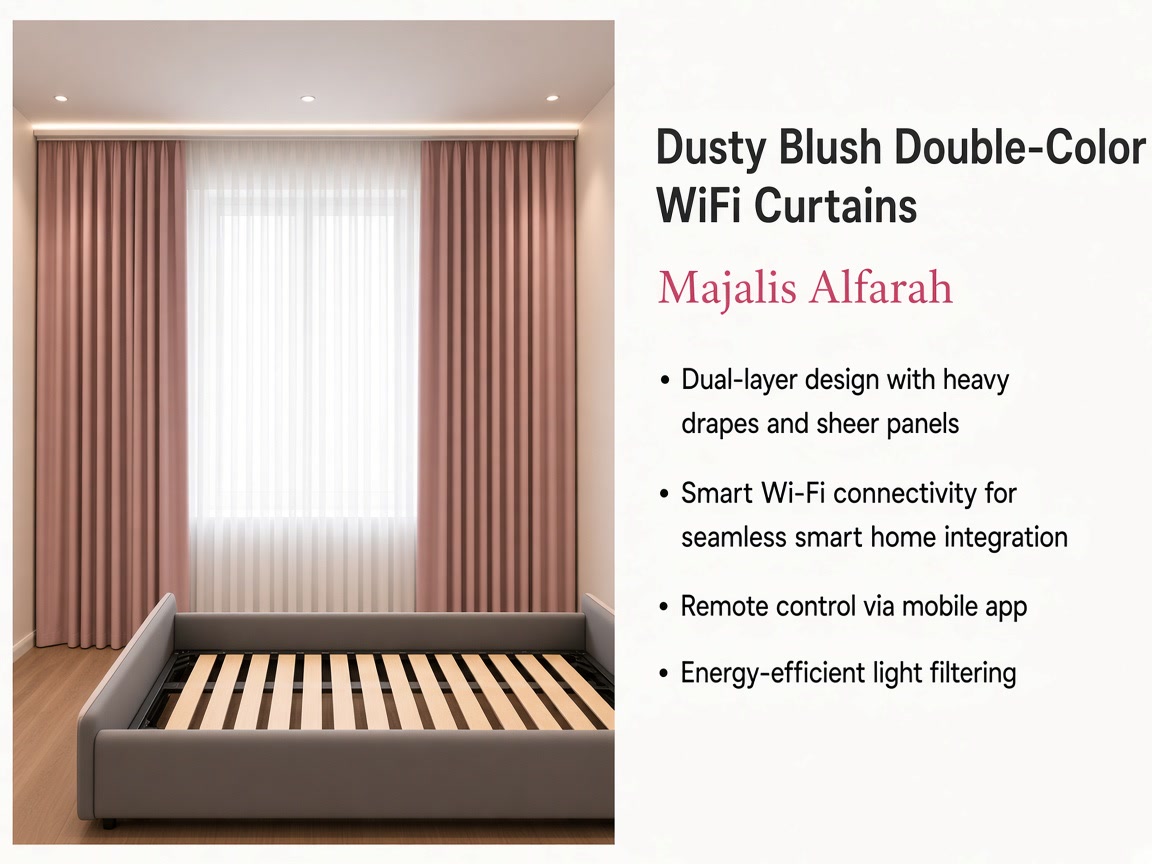 Dusty Blush Double-Color
WiFi Curtains
Majalis Alfarah
• Dual-layer design with heavy
drapes and sheer panels
• Smart Wi-Fi connectivity for
seamless smart home integration
• Remote control via mobile app
• Energy-efficient light filtering